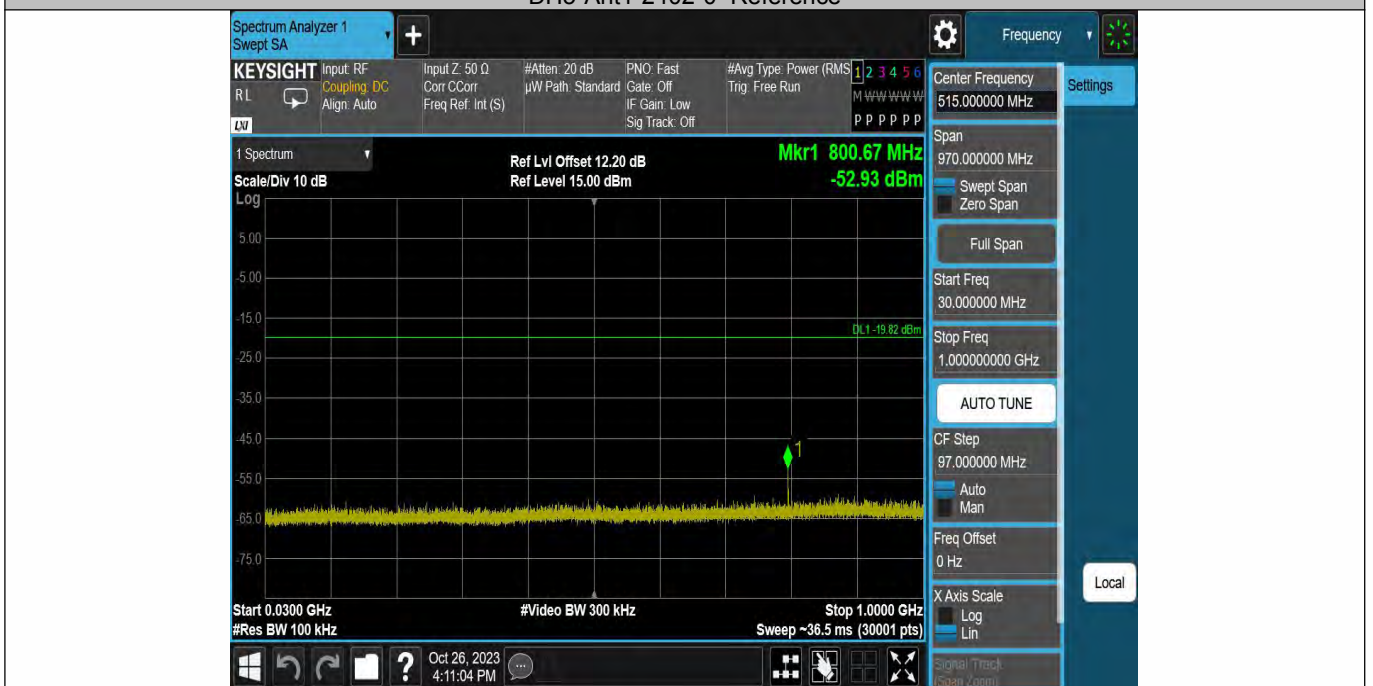 Spectrum Analyzer 1
Swept SA
+
Frequency
KEYSIGHT
RL
LXI
Input: RF
Coupling: DC
Align: Auto
Input Z: 50 Ω
Corr CCorr
Freq Ref: Int (S)
#Atten: 20 dB
µW Path: Standard
PNO: Fast
Gate: Off
IF Gain: Low
Sig Track: Off
#Avg Type: Power (RMS
Trig: Free Run
1 2 3 4 5 6
M W W W W W
P P P P P P
1 Spectrum
Scale/Div 10 dB
Log
Ref Lvl Offset 12.20 dB
Ref Level 15.00 dBm
Mkr1 800.67 MHz
-52.93 dBm
5.00
-5.00
-15.0
DL1 -19.82 dBm
-25.0
-35.0
-45.0
1
-55.0
-65.0
-75.0
Start 0.0300 GHz
#Res BW 100 kHz
#Video BW 300 kHz
Stop 1.0000 GHz
Sweep ~36.5 ms (30001 pts)
?
Oct 26, 2023
4:11:04 PM
Center Frequency
515.000000 MHz
Settings
Span
970.000000 MHz
Swept Span
Zero Span
Full Span
Start Freq
30.000000 MHz
Stop Freq
1.000000000 GHz
AUTO TUNE
CF Step
97.000000 MHz
Auto
Man
Freq Offset
0 Hz
X Axis Scale
Log
Lin
Signal Track
(Span Zoom)
Local